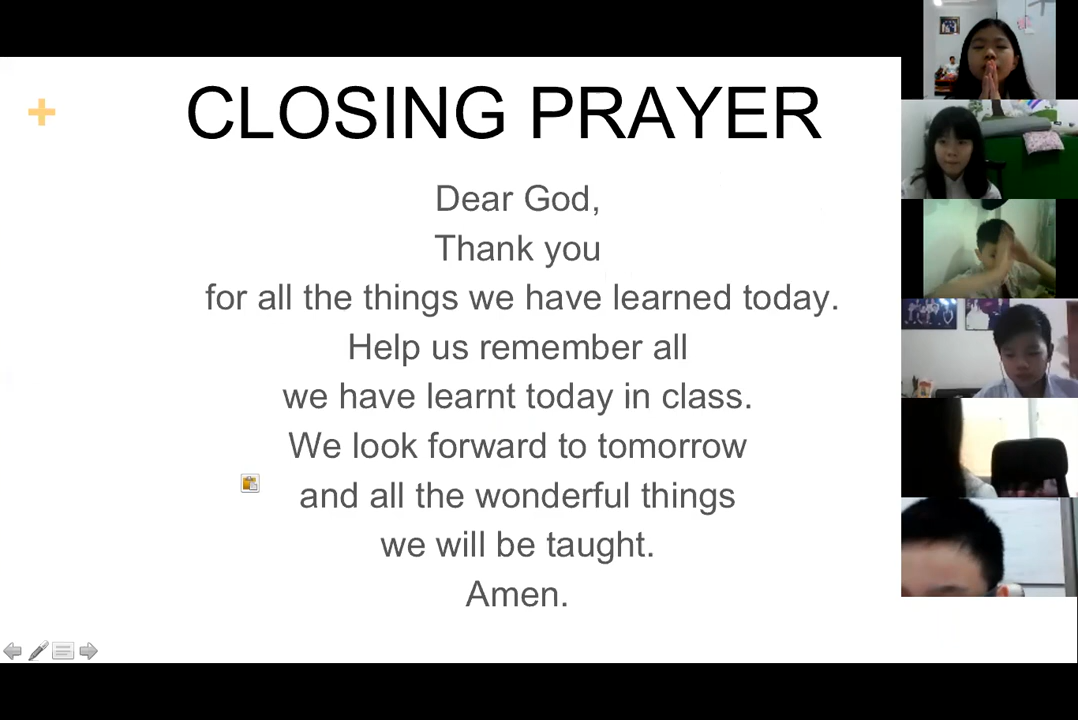 CLOSING PRAYER
Dear God,
Thank you
for all the things we have learned today.
Help us remember all
we have learnt today in class.
We look forward to tomorrow
and all the wonderful things
we will be taught.
Amen.